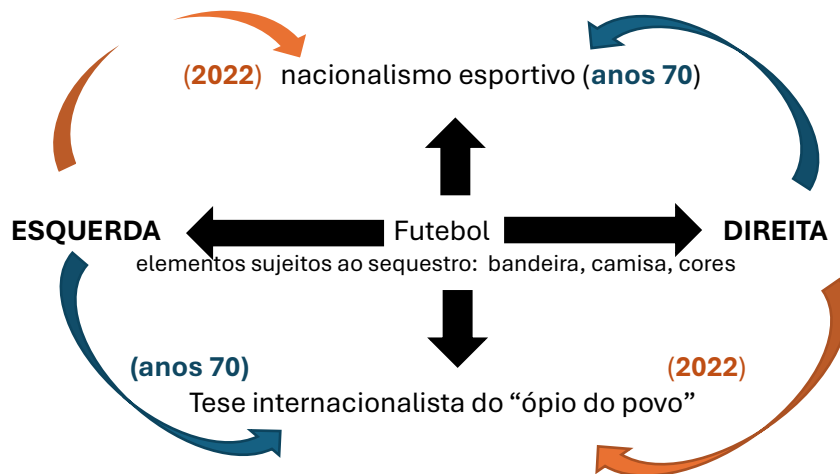 (2022) nacionalismo esportivo (anos 70)
ESQUERDA Futebol DIREITA
elementos sujeitos ao sequestro: bandeira, camisa, cores
(anos 70) (2022)
Tese internacionalista do “ópio do povo”